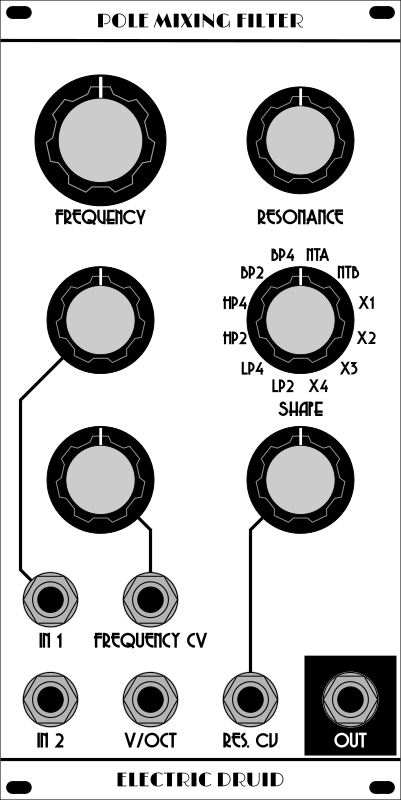 POLE MIXING FILTER
FREQUENCY
RESONANCE
BP4 NTA
BP2 NTB
HP4 X1
HP2 X2
LP4 X3
LP2 X4
SHAPE
IN 1
FREQUENCY CV
IN 2
V/OCT
RES. CV
OUT
ELECTRIC DRUID